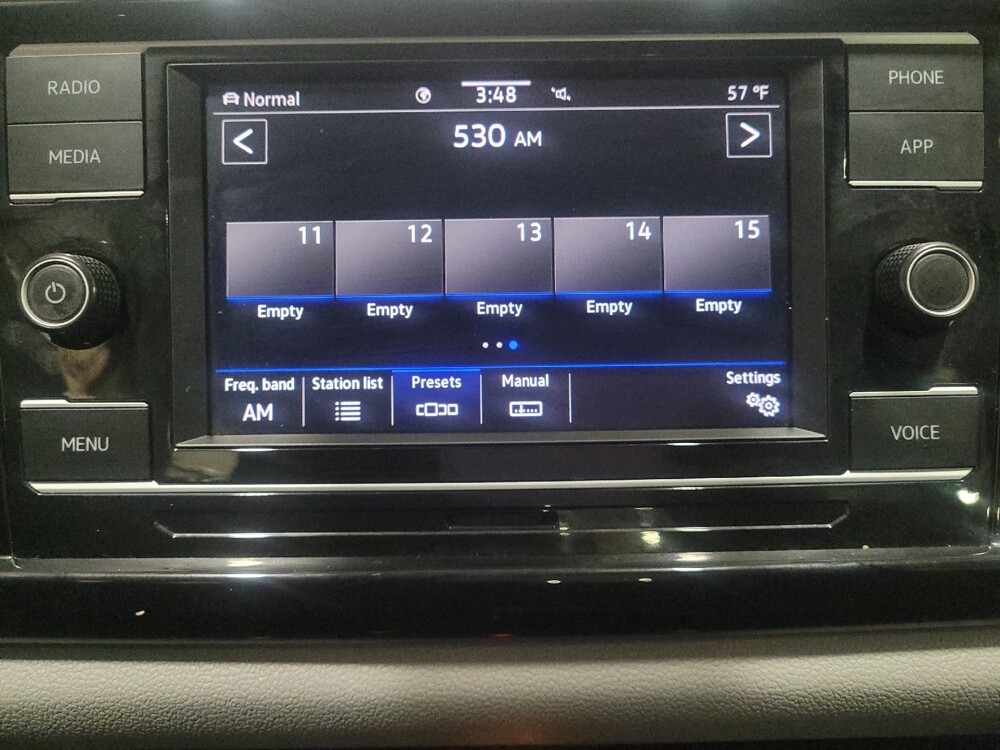 RADIO
MEDIA
MENU
PHONE
APP
VOICE
Normal
3:48
57 °F
<
530 AM
>
11 12 13 14 15
Empty Empty Empty Empty Empty
Freq. band Station list Presets Manual Settings
AM